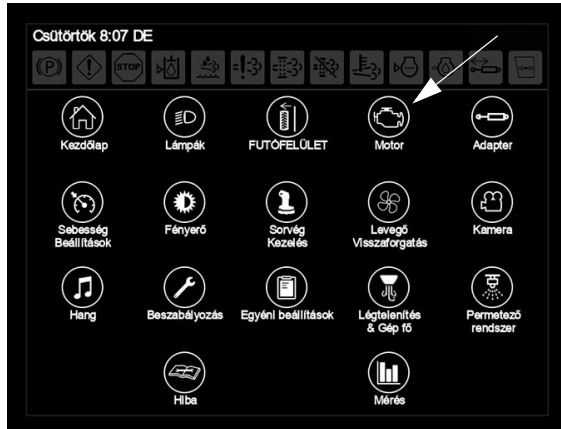 Csütörtök 8:07 DE
(P) STOP
Kezdőlap Lámpák FUTÓFELÜLET Motor Adapter
Sebesség Fényerő Sorvég Levegő Kamera
Beállítások Kezelés Visszaforgatás
Hang Beszabályozás Egyéni beállítások Légtelenítés Permetező
& Gép fő rendszer
Hiba Mérés